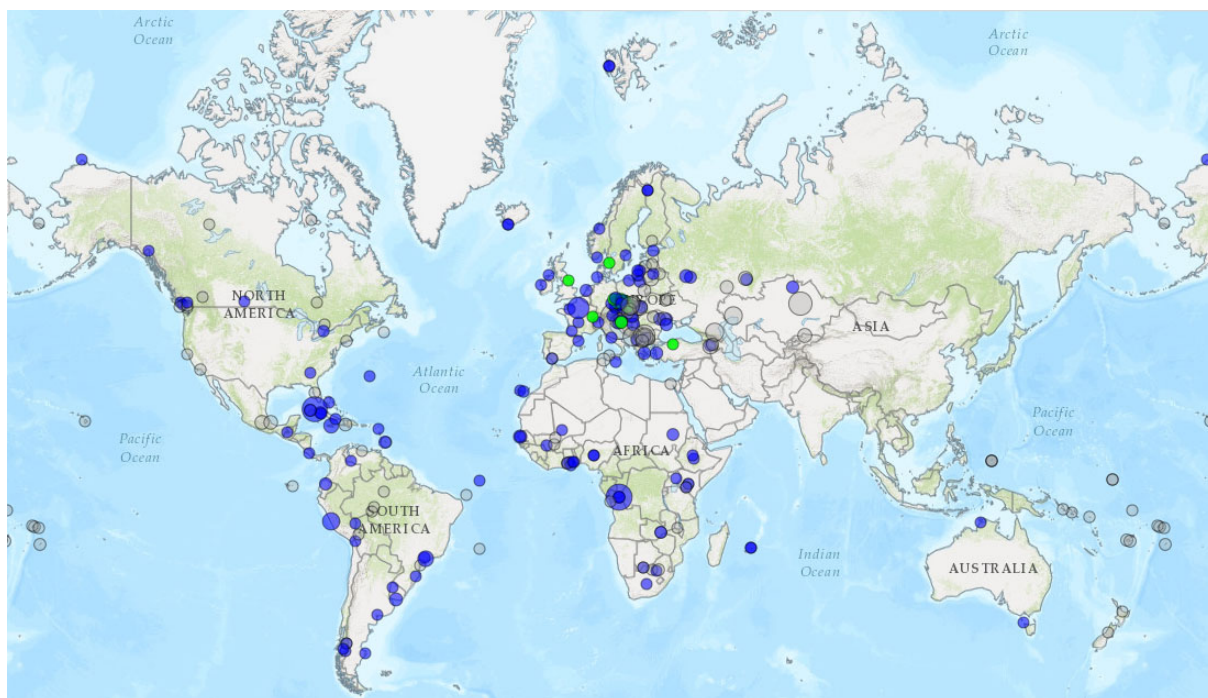 Arctic
Ocean
Arctic
Ocean
NORTH
AMERICA
ASIA
Atlantic
Ocean
Pacific
Ocean
Pacific
Ocean
AFRICA
SOUTH
AMERICA
Indian
Ocean
AUSTRALIA